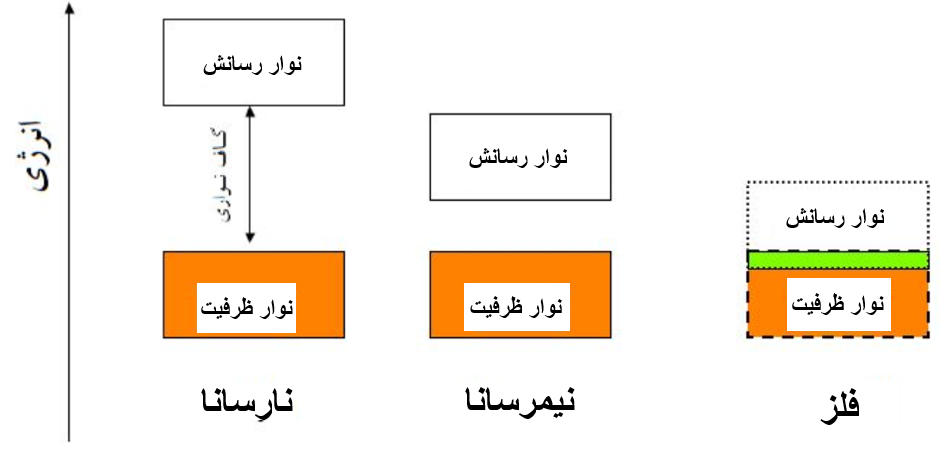 انرژی
نوار رسانش
گاف نواری
نوار ظرفیت
نارسانا
نوار رسانش
نوار ظرفیت
نیمرسانا
نوار رسانش
نوار ظرفیت
فلز